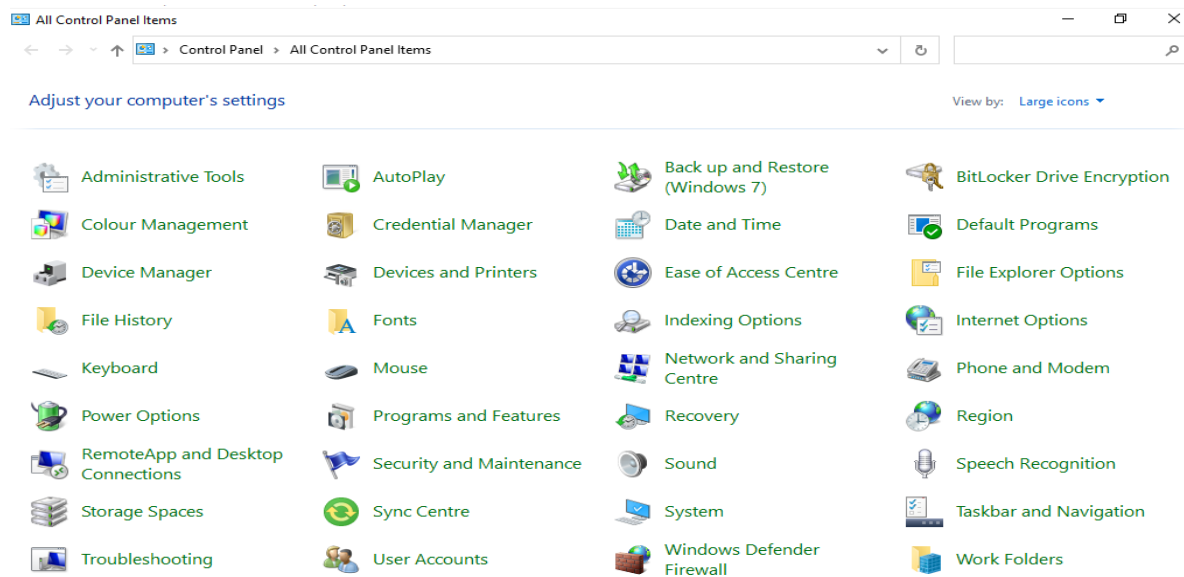 All Control Panel Items
Control Panel > All Control Panel Items
Adjust your computer's settings
View by: Large icons
Administrative Tools
AutoPlay
Back up and Restore
(Windows 7)
BitLocker Drive Encryption
Colour Management
Credential Manager
Date and Time
Default Programs
Device Manager
Devices and Printers
Ease of Access Centre
File Explorer Options
File History
Fonts
Indexing Options
Internet Options
Keyboard
Mouse
Network and Sharing
Centre
Phone and Modem
Power Options
Programs and Features
Recovery
Region
RemoteApp and Desktop
Connections
Security and Maintenance
Sound
Speech Recognition
Storage Spaces
Sync Centre
System
Taskbar and Navigation
Troubleshooting
User Accounts
Windows Defender
Firewall
Work Folders